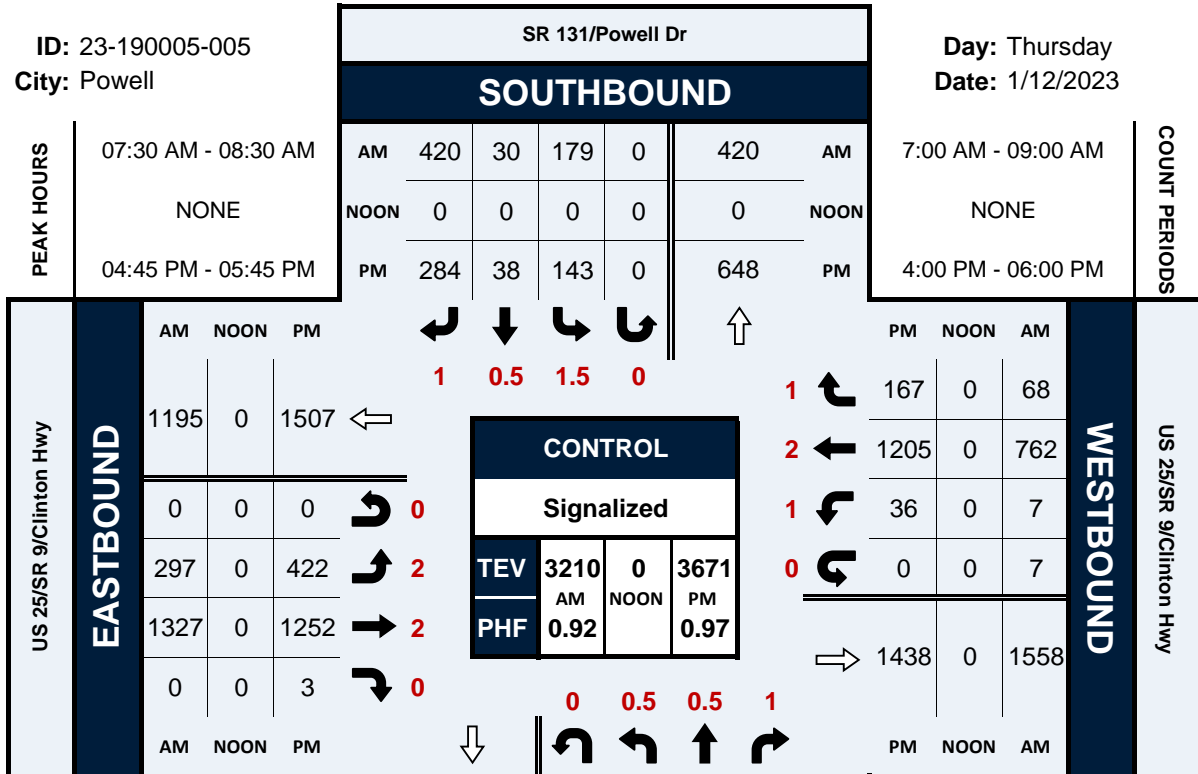 ID: 23-190005-005
City: Powell
SR 131/Powell Dr
SOUTHBOUND
Day: Thursday
Date: 1/12/2023
PEAK HOURS
07:30 AM - 08:30 AM
NONE
04:45 PM - 05:45 PM
AM 420 30 179 0 420 AM
NOON 0 0 0 0 0 NOON
PM 284 38 143 0 648 PM
7:00 AM - 09:00 AM
NONE
4:00 PM - 06:00 PM
COUNT PERIODS
1 0.5 1.5 0
US 25/SR 9/Clinton Hwy
EASTBOUND
AM NOON PM
1195 0 1507
0 0 0 0
297 0 422 2
1327 0 1252 2
0 0 3 0
AM NOON PM
CONTROL
Signalized
TEV 3210 0 3671
AM NOON PM
PHF 0.92 0.97
PM NOON AM
1 167 0 68
2 1205 0 762
1 36 0 7
0 0 0 7
1438 0 1558
PM NOON AM
WESTBOUND
US 25/SR 9/Clinton Hwy
0 0.5 0.5 1